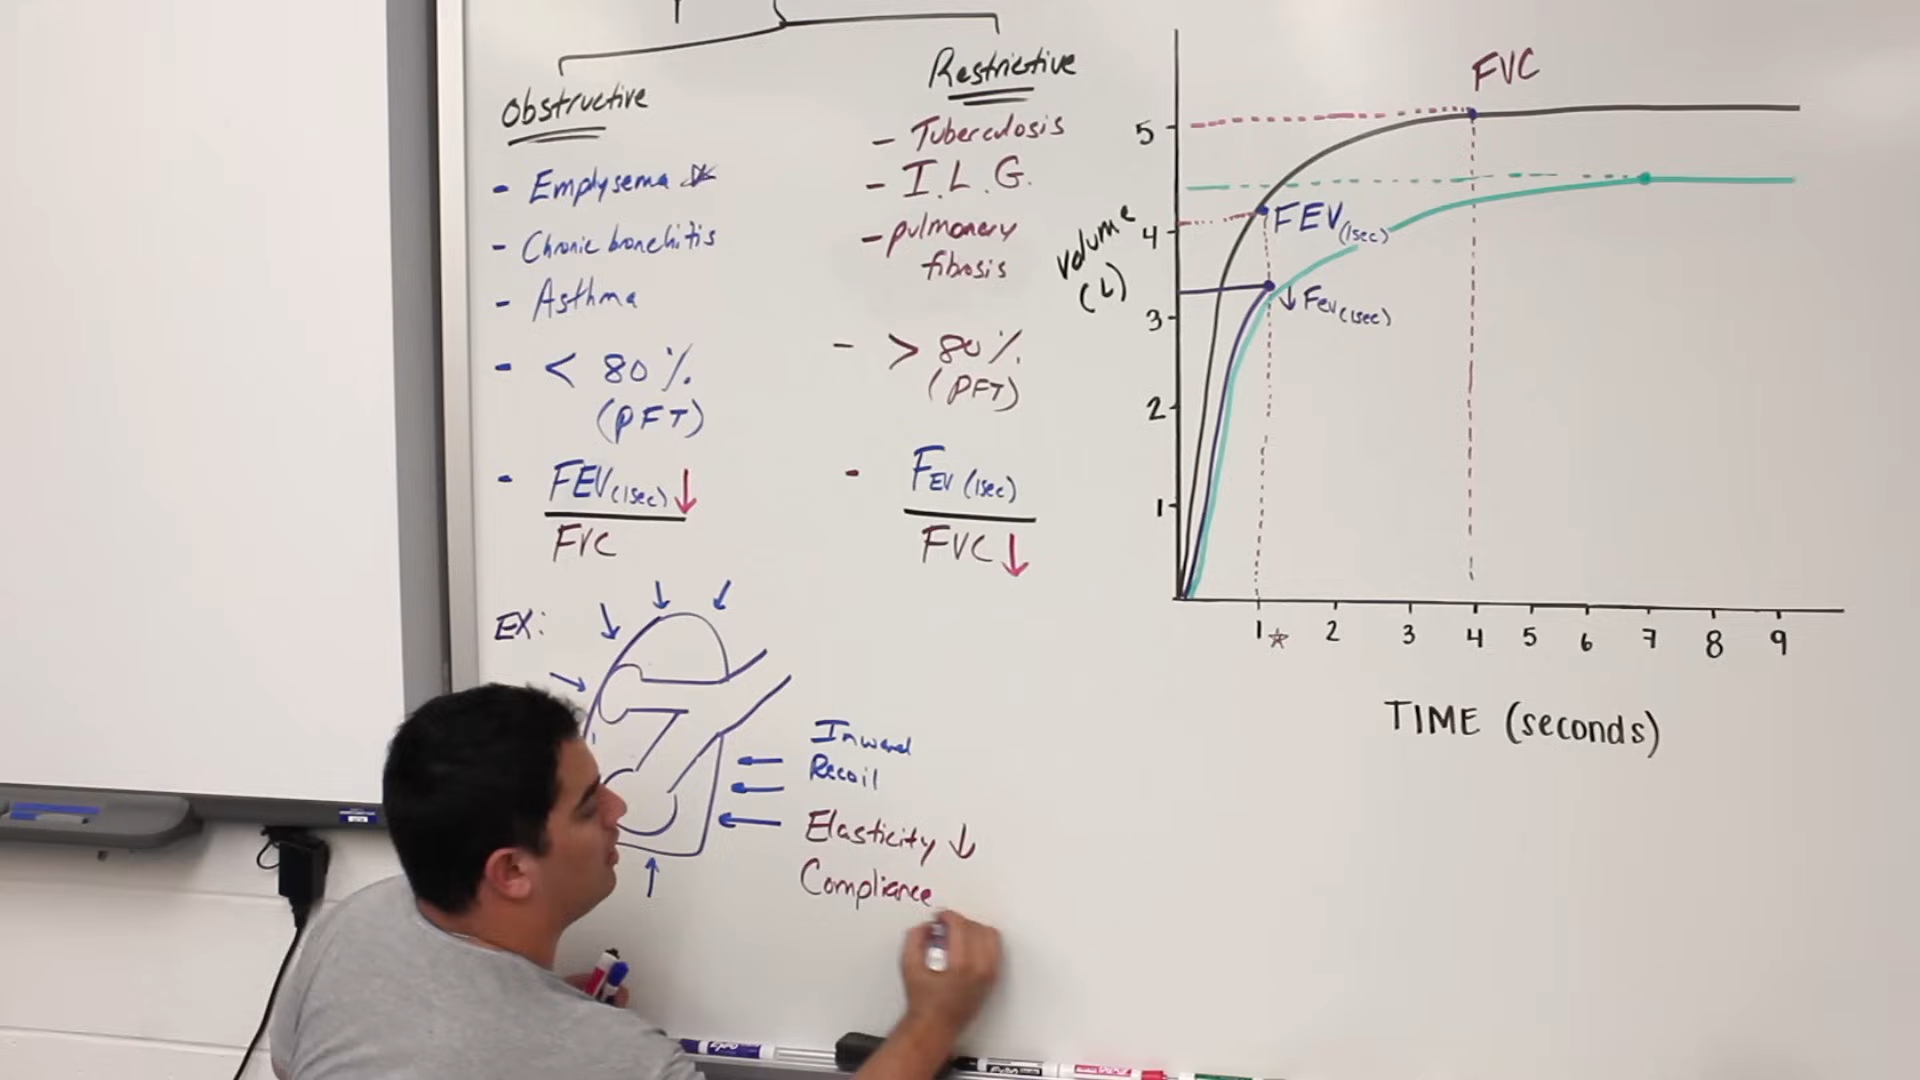 Obstructive
- Emplysema
- Chronic bronchitis
- Asthma
- < 80%
(PFT)
- FEV(1sec) ↓
FVC
EX:
Restrictive
- Tuberculosis
- I.L.G.
- pulmonary
fibrosis
- > 80%
(PFT)
- FEV (1sec)
FVC ↓
Inward
Recoil
Elasticity ↓
Compliance
FVC
5
4
3
2
1
volume
(L)
FEV(1sec)
↓ Fev(1sec)
1 ☆ 2 3 4 5 6 7 8 9
TIME (seconds)